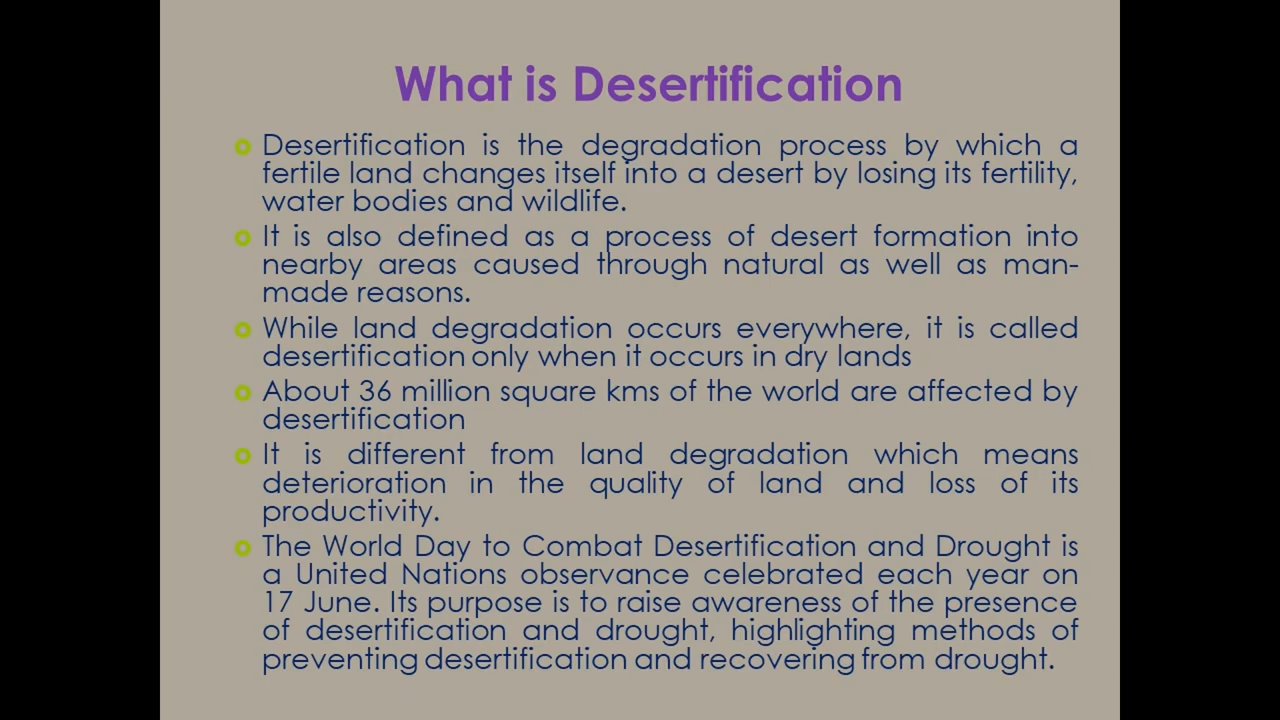 What is Desertification
Desertification is the degradation process by which a
fertile land changes itself into a desert by losing its fertility,
water bodies and wildlife.
It is also defined as a process of desert formation into
nearby areas caused through natural as well as man-
made reasons.
While land degradation occurs everywhere, it is called
desertification only when it occurs in dry lands
About 36 million square kms of the world are affected by
desertification
It is different from land degradation which means
deterioration in the quality of land and loss of its
productivity.
The World Day to Combat Desertification and Drought is
a United Nations observance celebrated each year on
17 June. Its purpose is to raise awareness of the presence
of desertification and drought, highlighting methods of
preventing desertification and recovering from drought.